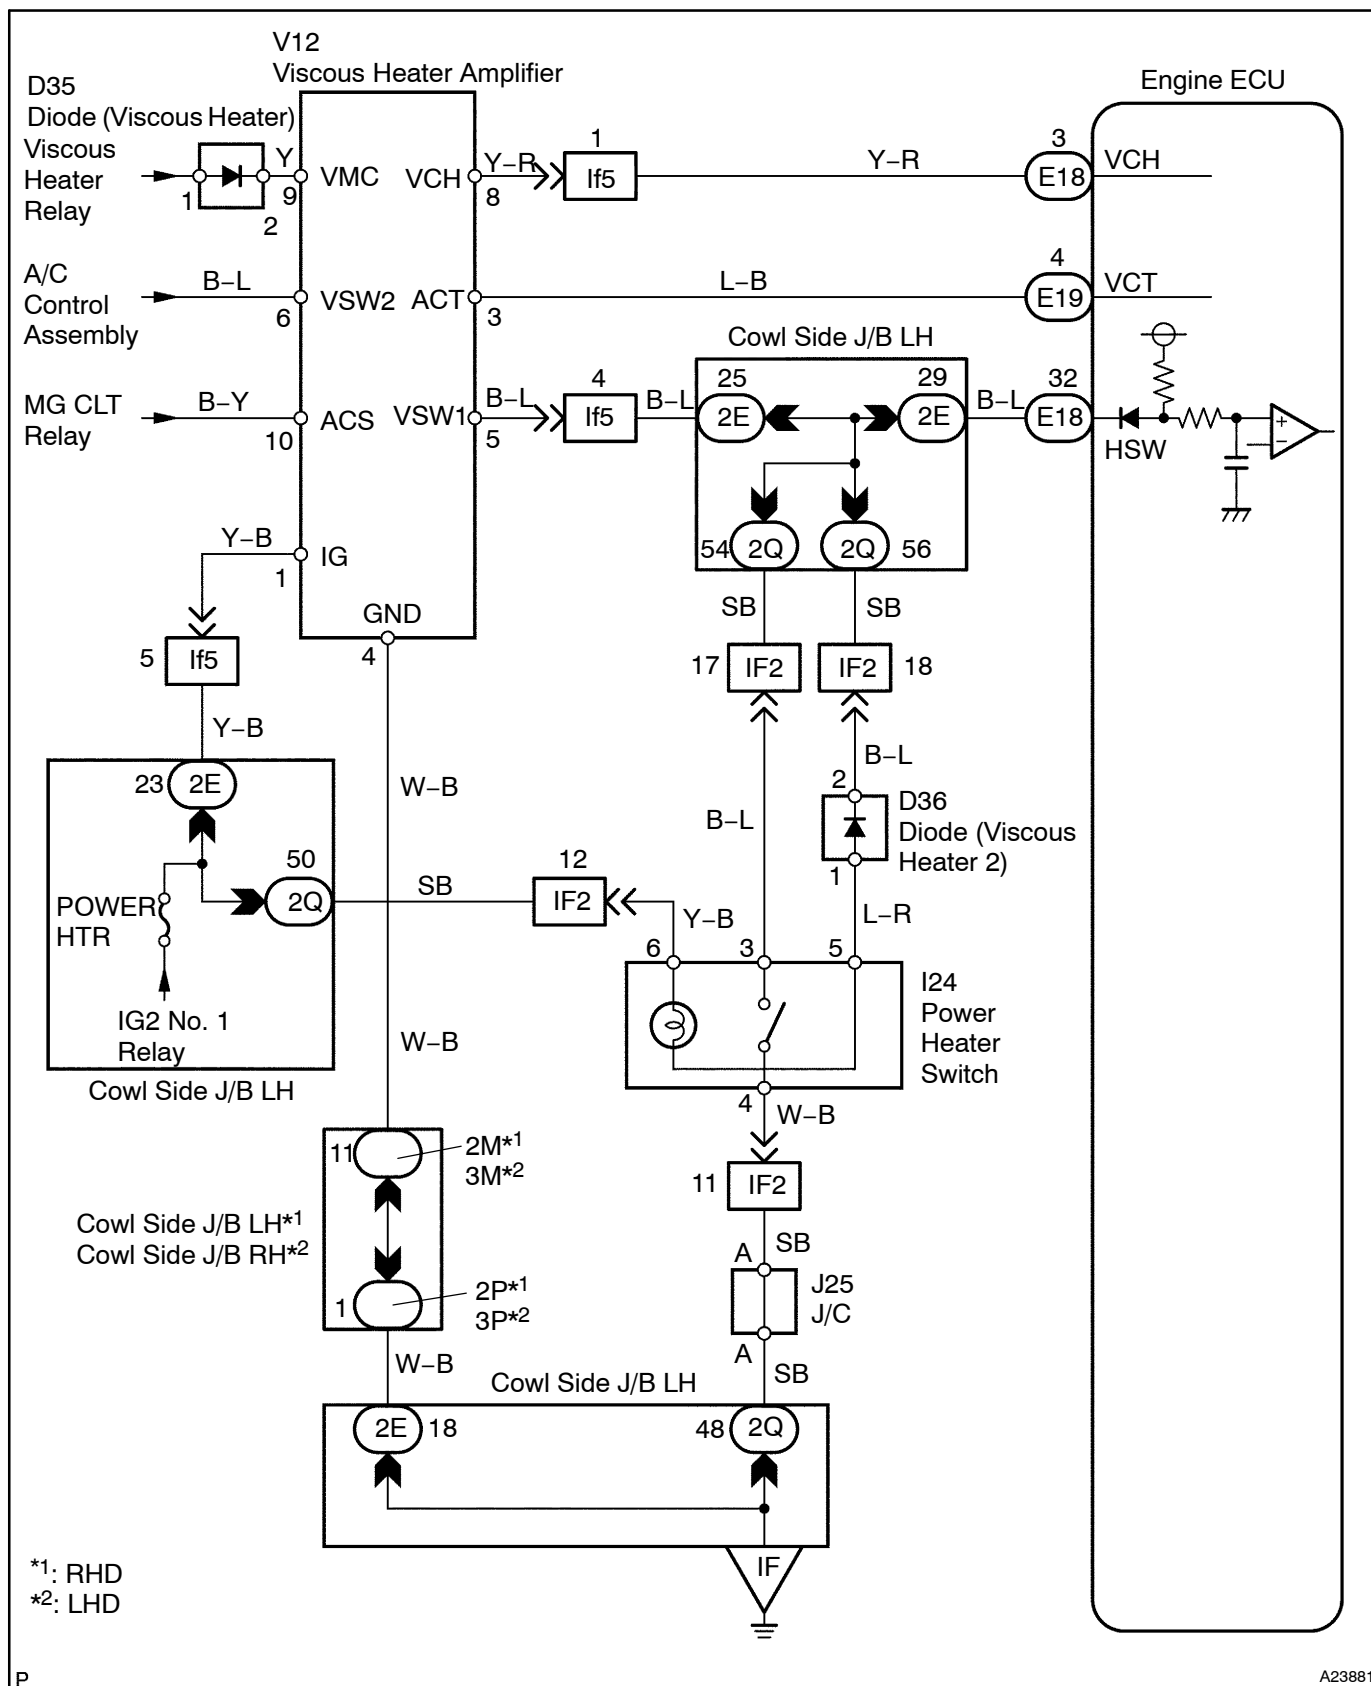 V12
Viscous Heater Amplifier
D35
Diode (Viscous Heater)
Engine ECU
Viscous
Heater
Relay
1
2
Y
9
VMC
VCH
Y–R
8
1
If5
Y–R
3
E18
VCH
A/C
Control
Assembly
B–L
6
VSW2
ACT
3
L–B
4
E19
VCT
Cowl Side J/B LH
MG CLT
Relay
B–Y
10
ACS
VSW1
B–L
5
4
If5
B–L
25
2E
29
2E
B–L
32
E18
HSW
+
−
54
2Q
2Q
56
Y–B
1
IG
GND
4
5
If5
Y–B
SB
SB
17
IF2
IF2
18
23
2E
W–B
B–L
B–L
2
D36
Diode (Viscous
Heater 2)
1
50
2Q
SB
12
IF2
POWER
HTR
Y–B
L–R
6
3
5
IG2 No. 1
Relay
Cowl Side J/B LH
W–B
I24
Power
Heater
Switch
4
W–B
11
2M*1
3M*2
11
IF2
Cowl Side J/B LH*1
Cowl Side J/B RH*2
SB
A
J25
J/C
1
2P*1
3P*2
A
W–B
SB
Cowl Side J/B LH
2E
18
48
2Q
IF
*1: RHD
*2: LHD
P
A23881